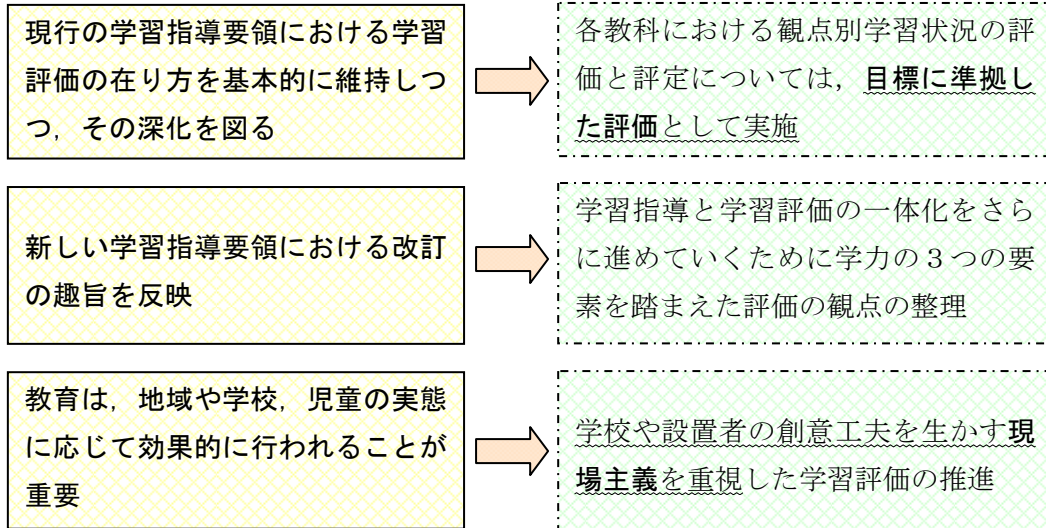 現行の学習指導要領における学習
評価の在り方を基本的に維持しつ
つ，その深化を図る
各教科における観点別学習状況の評
価と評定については，目標に準拠し
た評価として実施
新しい学習指導要領における改訂
の趣旨を反映
学習指導と学習評価の一体化をさら
に進めていくために学力の３つの要
素を踏まえた評価の観点の整理
教育は，地域や学校，児童の実態
に応じて効果的に行われることが
重要
学校や設置者の創意工夫を生かす現
場主義を重視した学習評価の推進